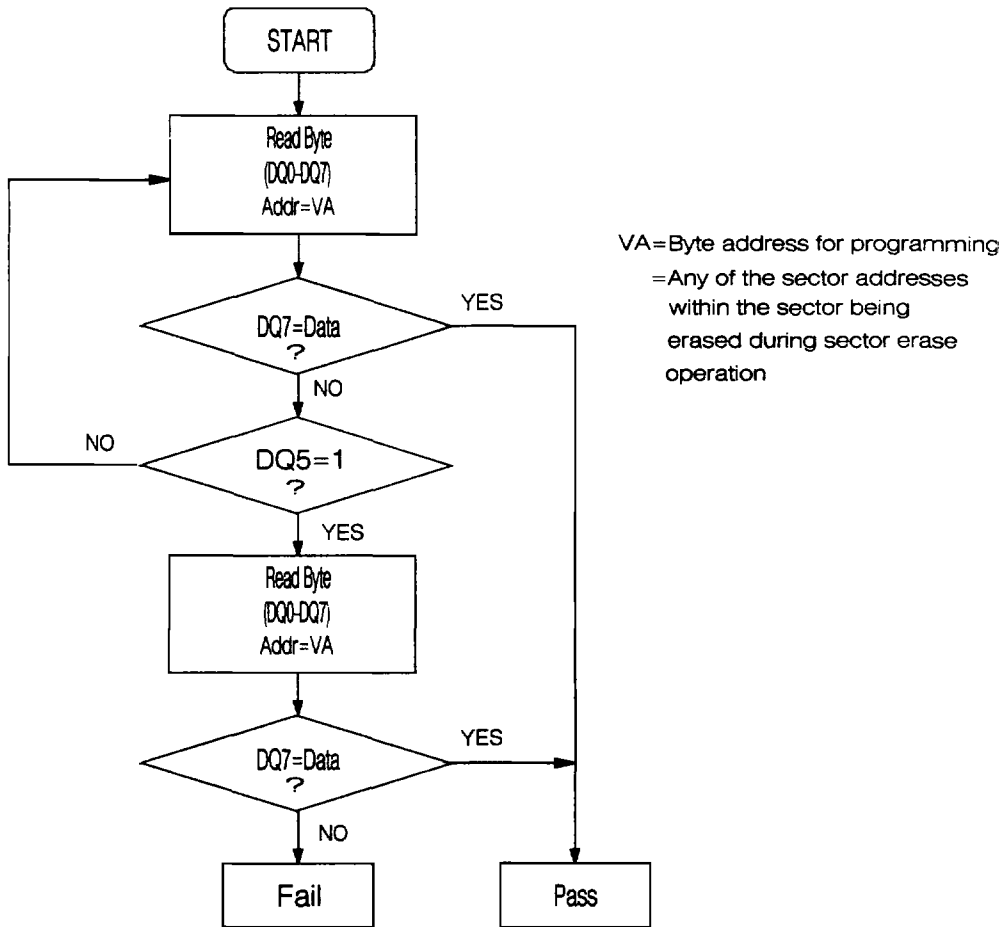 START
Read Byte
(DQ0-DQ7)
Addr=VA
VA=Byte address for programming
=Any of the sector addresses
within the sector being
erased during sector erase
operation
YES
DQ7=Data
?
NO
NO
DQ5=1
?
YES
Read Byte
(DQ0-DQ7)
Addr=VA
YES
DQ7=Data
?
NO
Fail
Pass